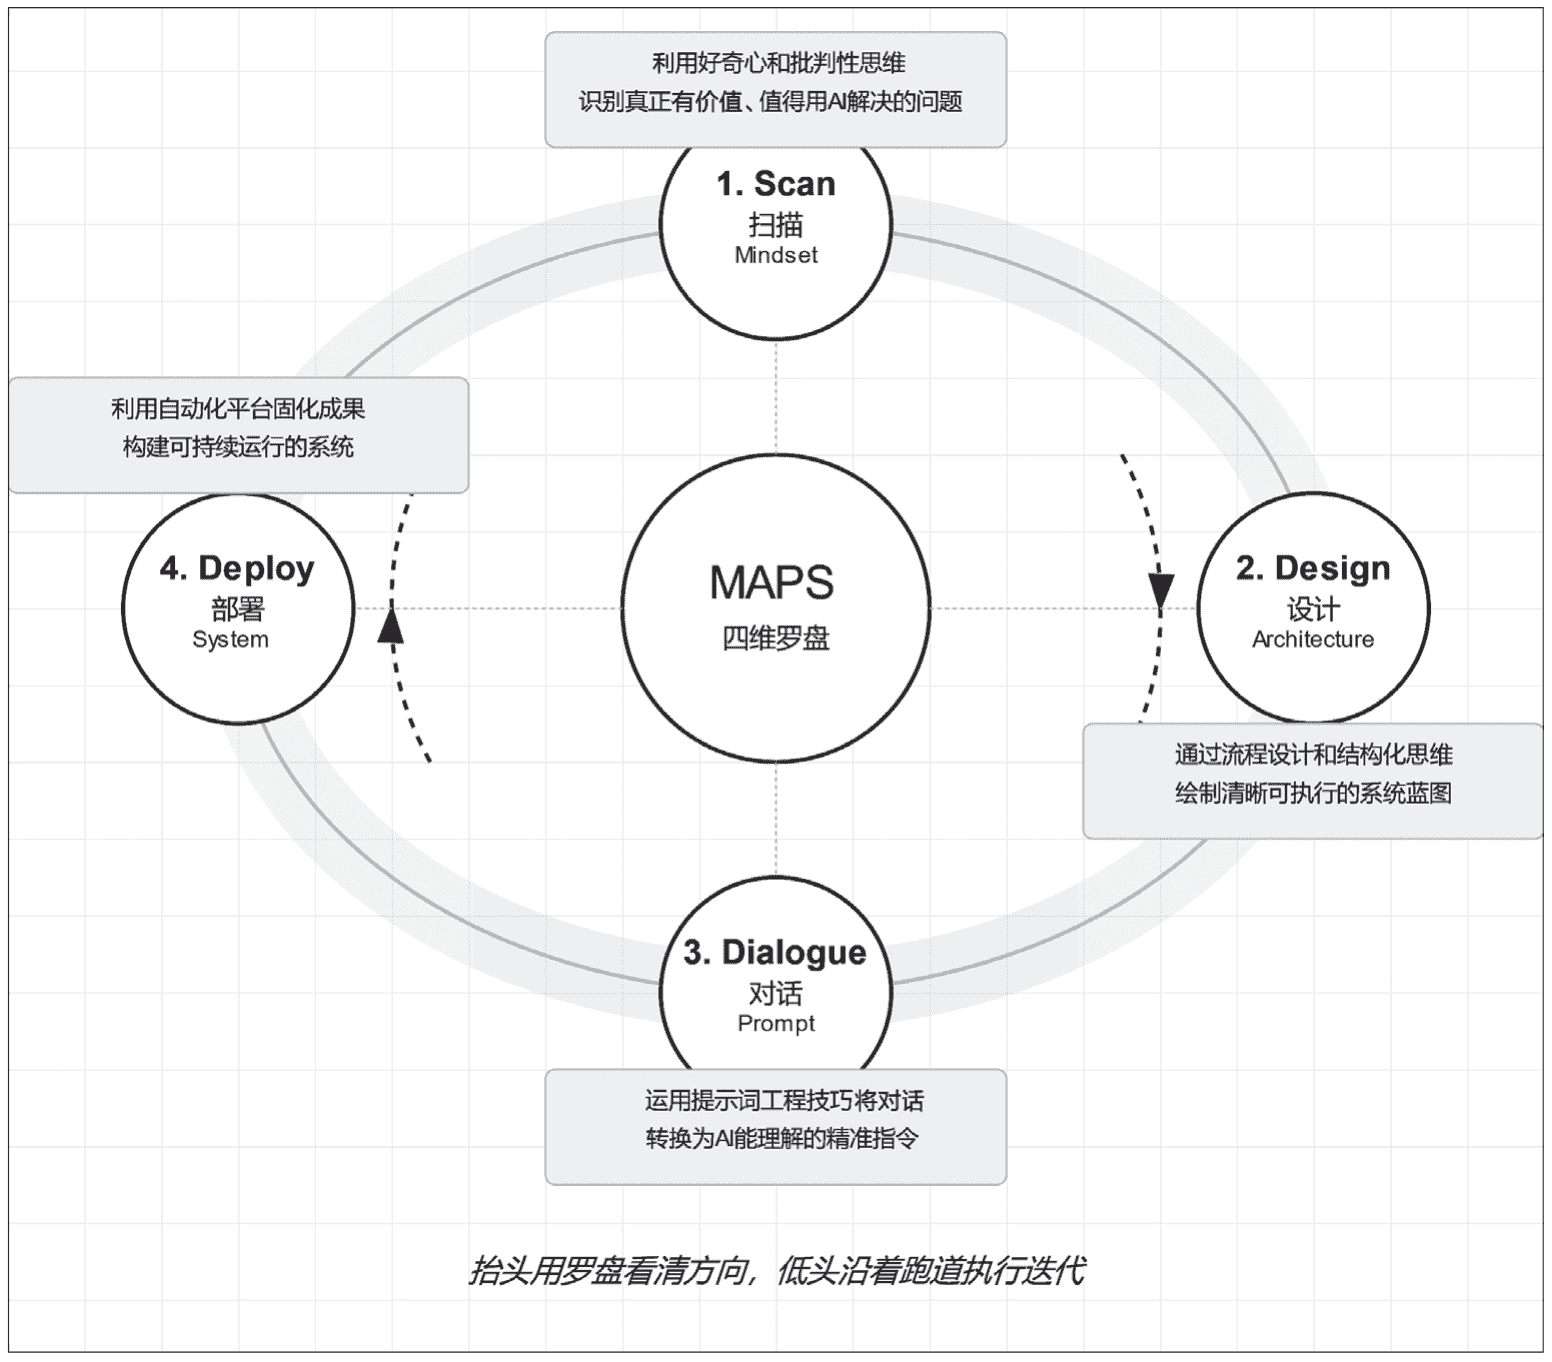 利用好奇心和批判性思维
识别真正有价值、值得用AI解决的问题
1. Scan
扫描
Mindset
利用自动化平台固化成果
构建可持续运行的系统
4. Deploy
部署
System
MAPS
四维罗盘
2. Design
设计
Architecture
通过流程设计和结构化思维
绘制清晰可执行的系统蓝图
3. Dialogue
对话
Prompt
运用提示词工程技巧将对话
转换为AI能理解的精准指令
抬头用罗盘看清方向，低头沿着跑道执行迭代